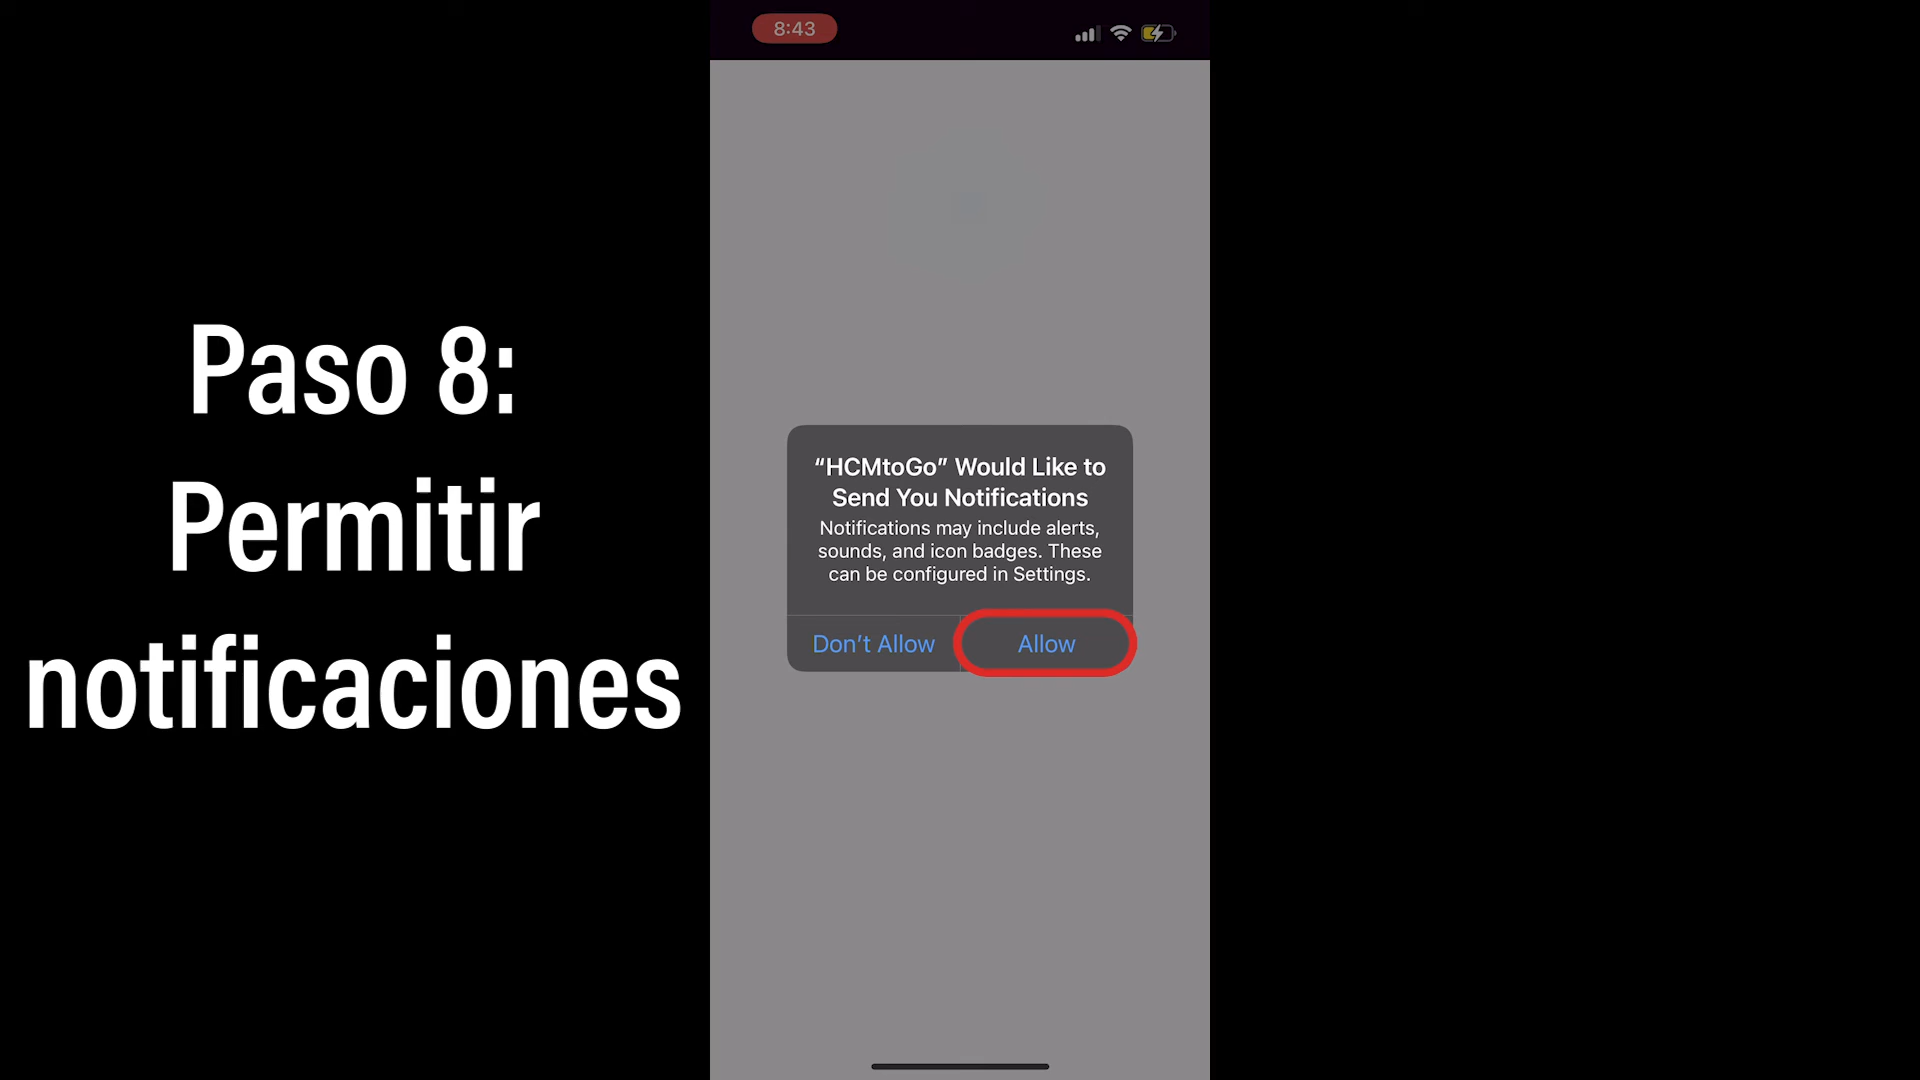 8:43
Paso 8:
Permitir
notificaciones
“HCMtoGo” Would Like to
Send You Notifications
Notifications may include alerts,
sounds, and icon badges. These
can be configured in Settings.
Don’t Allow
Allow